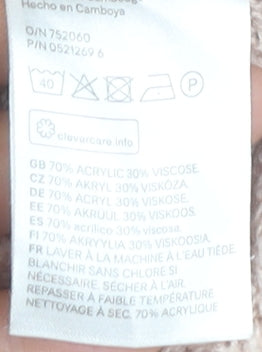 Hecho en Camboya
O/N 752060
P/N 0521269 6
40
P
clevercare.info
GB 70% ACRYLIC 30% VISCOSE
CZ 70% AKRYL 30% VISKÓZA
DE 70% ACRYL 30% VISKOSE.
EE 70% AKRUUL 30% VISKOOS
ES 70% acrílico 30% viscosa.
FI 70% AKRYYLIA 30% VISKOOSIA.
FR LAVER À LA MACHINE À L'EAU TIÈDE.
BLANCHIR SANS CHLORE SI
NÉCESSAIRE. SÉCHER À L'AIR.
REPASSER À FAIBLE TEMPÉRATURE
NETTOYAGE À SEC. 70% ACRYLIQUE